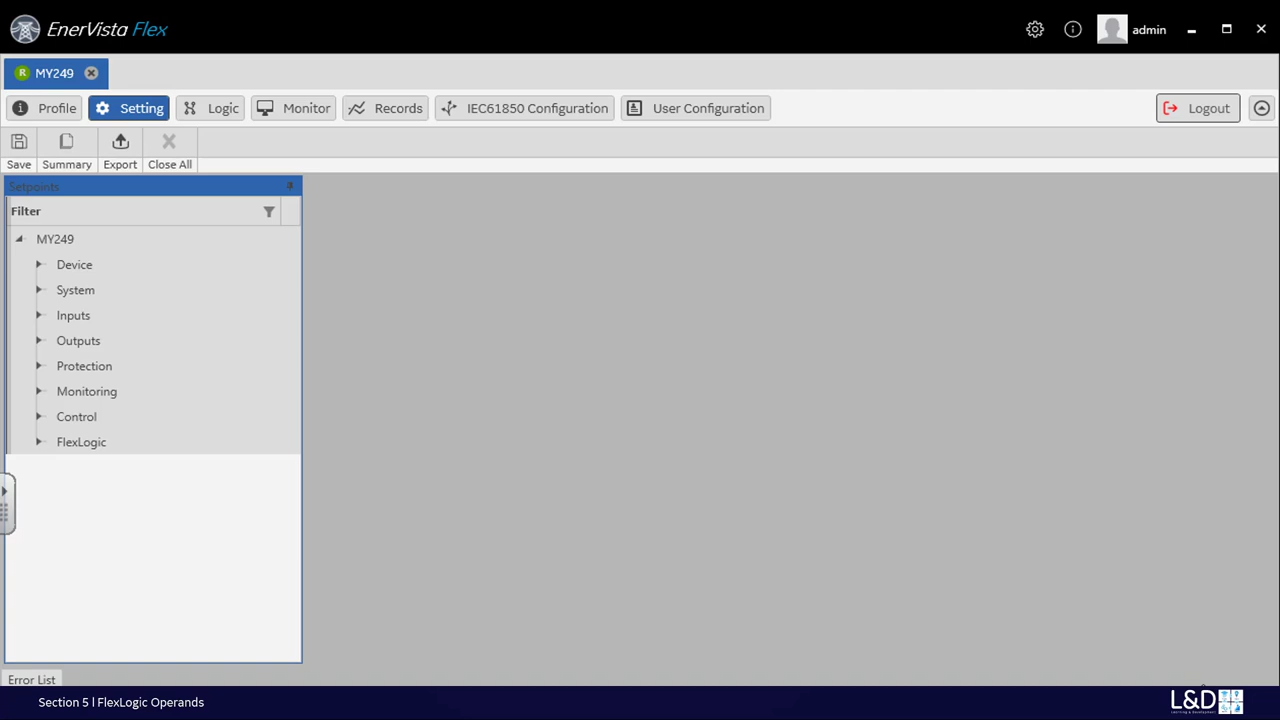 EnerVista Flex
admin
R MY249
Profile
Setting
Logic
Monitor
Records
IEC61850 Configuration
User Configuration
Logout
Save
Summary
Export
Close All
Setpoints
Filter
MY249
Device
System
Inputs
Outputs
Protection
Monitoring
Control
FlexLogic
Error List
Section 5 | FlexLogic Operands
L&D